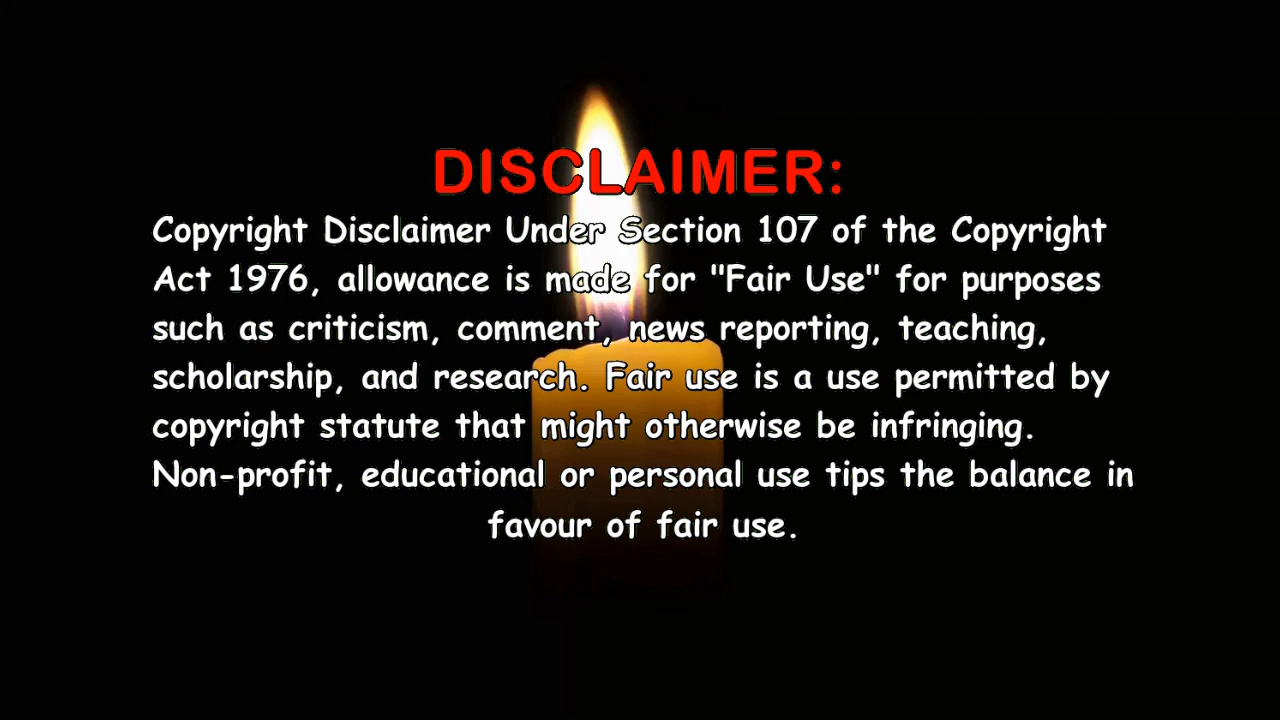 DISCLAIMER:
Copyright Disclaimer Under Section 107 of the Copyright
Act 1976, allowance is made for "Fair Use" for purposes
such as criticism, comment, news reporting, teaching,
scholarship, and research. Fair use is a use permitted by
copyright statute that might otherwise be infringing.
Non-profit, educational or personal use tips the balance in
favour of fair use.